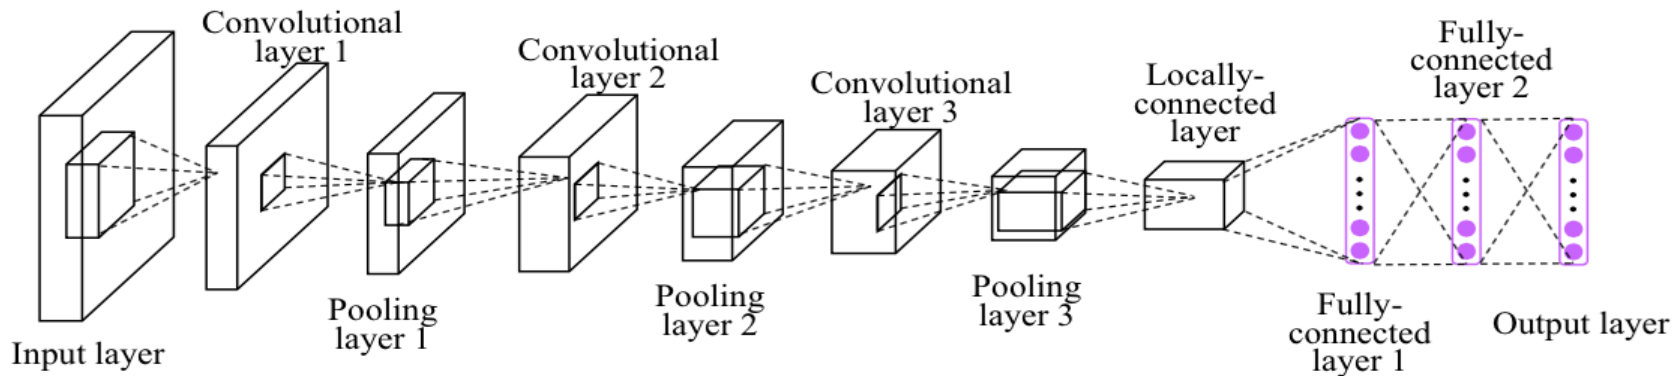 Convolutional
layer 1
Convolutional
layer 2
Convolutional
layer 3
Locally-
connected
layer
Fully-
connected
layer 2
Input layer
Pooling
layer 1
Pooling
layer 2
Pooling
layer 3
Fully-
connected
layer 1
Output layer